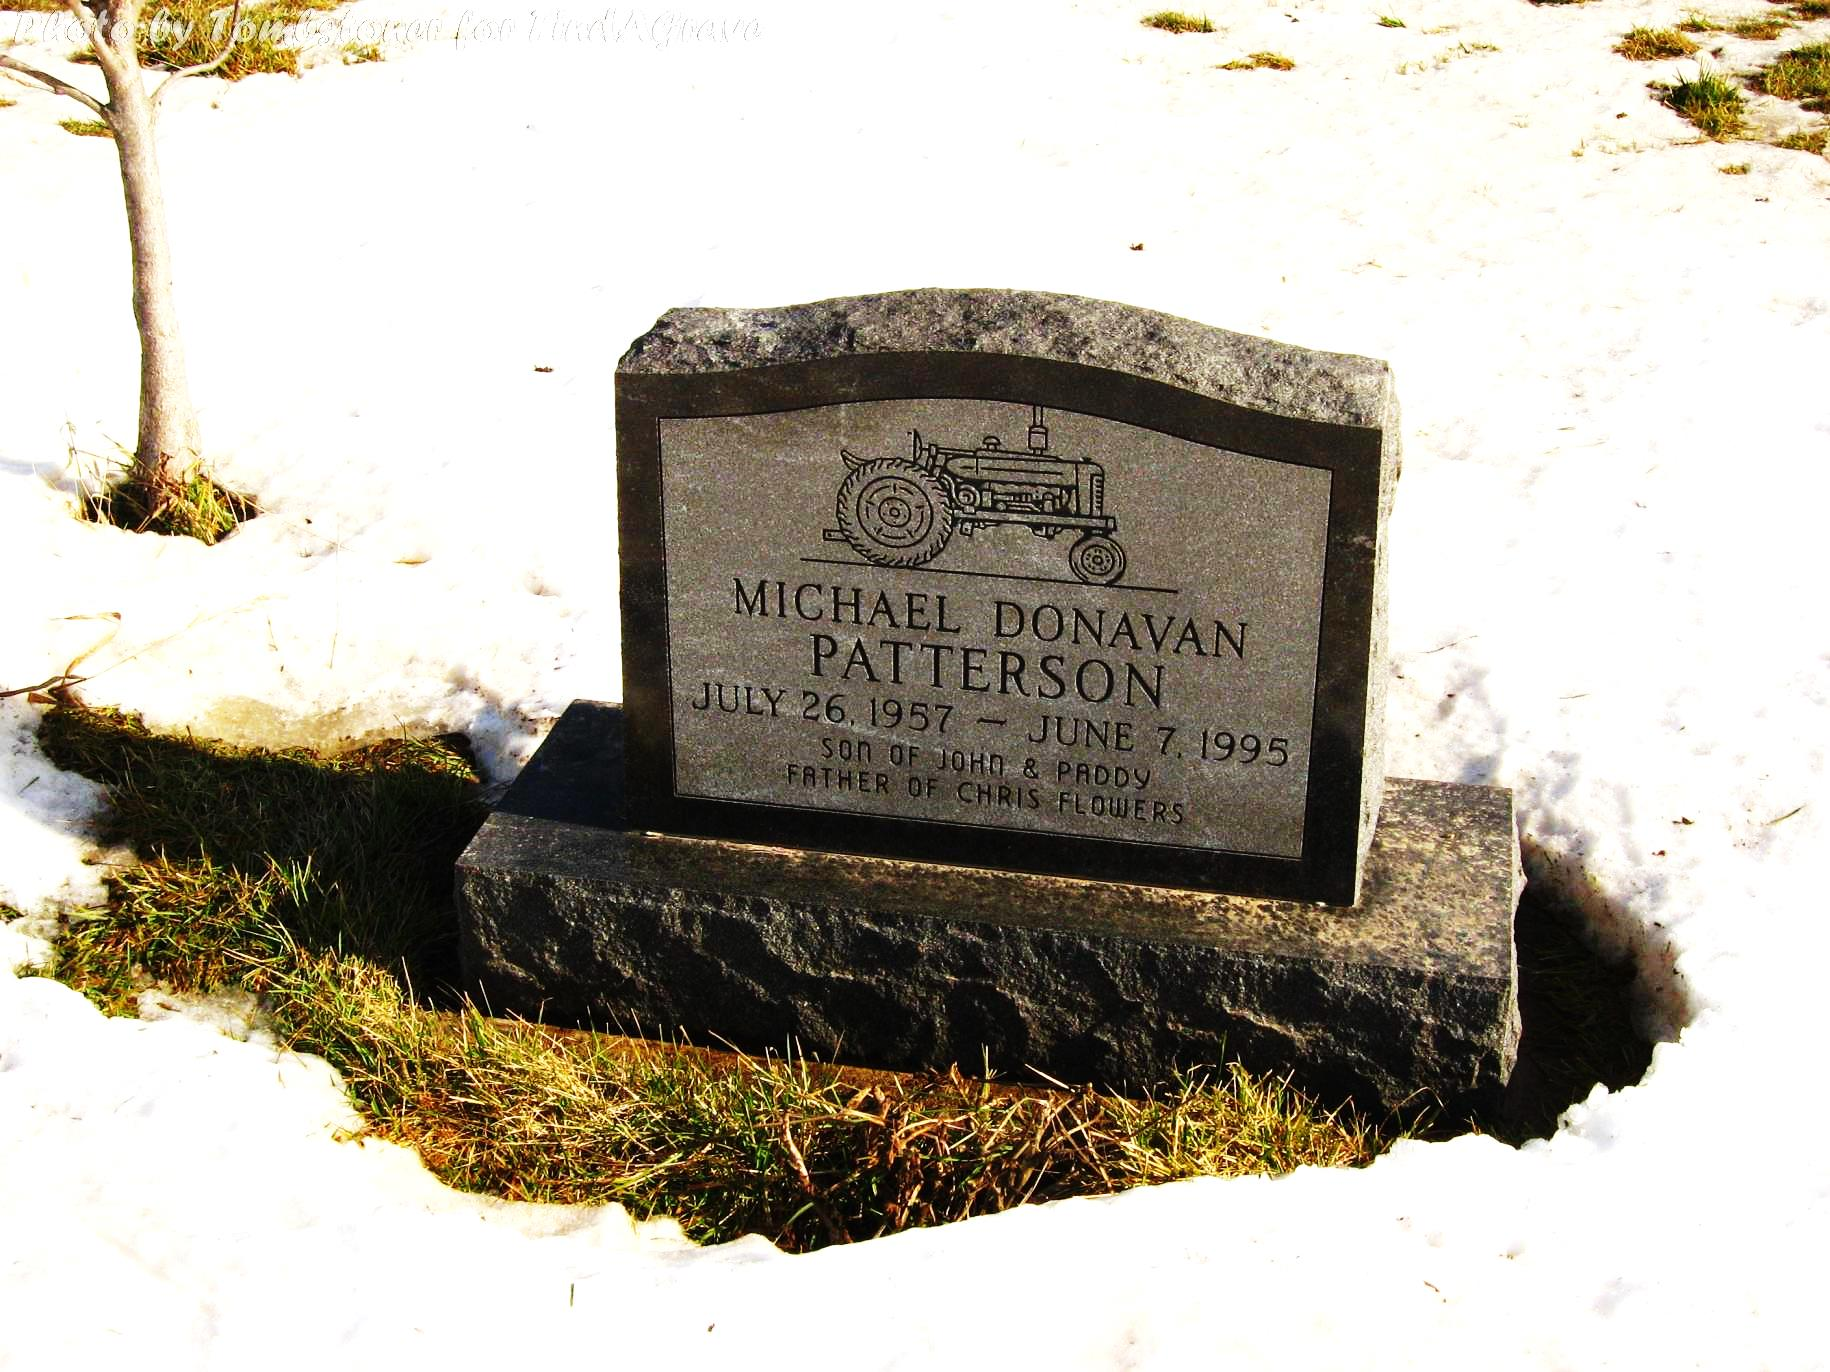 Photo by Tombstoner for FindAGrave
MICHAEL DONAVAN
PATTERSON
JULY 26, 1957 – JUNE 7, 1995
SON OF JOHN & PADDY
FATHER OF CHRIS FLOWERS